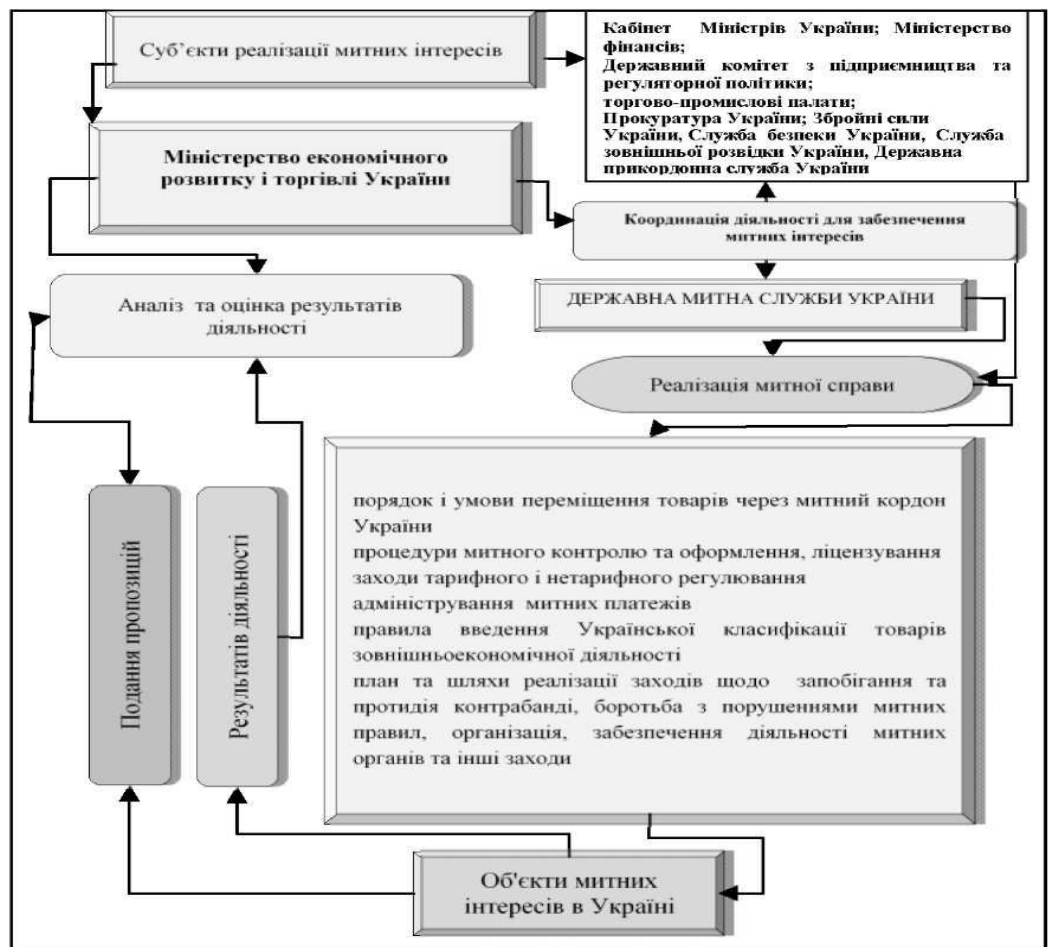 Суб’єкти реалізації митних інтересів
Кабінет Міністрів України; Міністерство
фінансів;
Державний комітет з підприємництва та
регуляторної політики;
торгово-промислові палати;
Прокуратура України; Збройні сили
України, Служба безпеки України, Служба
зовнішньої розвідки України, Державна
прикордонна служба України
Міністерство економічного
розвитку і торгівлі України
Координація діяльності для забезпечення
митних інтересів
Аналіз та оцінка результатів
діяльності
ДЕРЖАВНА МИТНА СЛУЖБИ УКРАЇНИ
Реалізація митної справи
Подання пропозицій
Результатів діяльності
порядок і умови переміщення товарів через митний кордон
України
процедури митного контролю та оформлення, ліцензування
заходи тарифного і нетарифного регулювання
адміністрування митних платежів
правила введення Української класифікації товарів
зовнішньоекономічної діяльності
план та шляхи реалізації заходів щодо запобігання та
протидія контрабанді, боротьба з порушеннями митних
правил, організація, забезпечення діяльності митних
органів та інші заходи
Об'єкти митних
інтересів в Україні